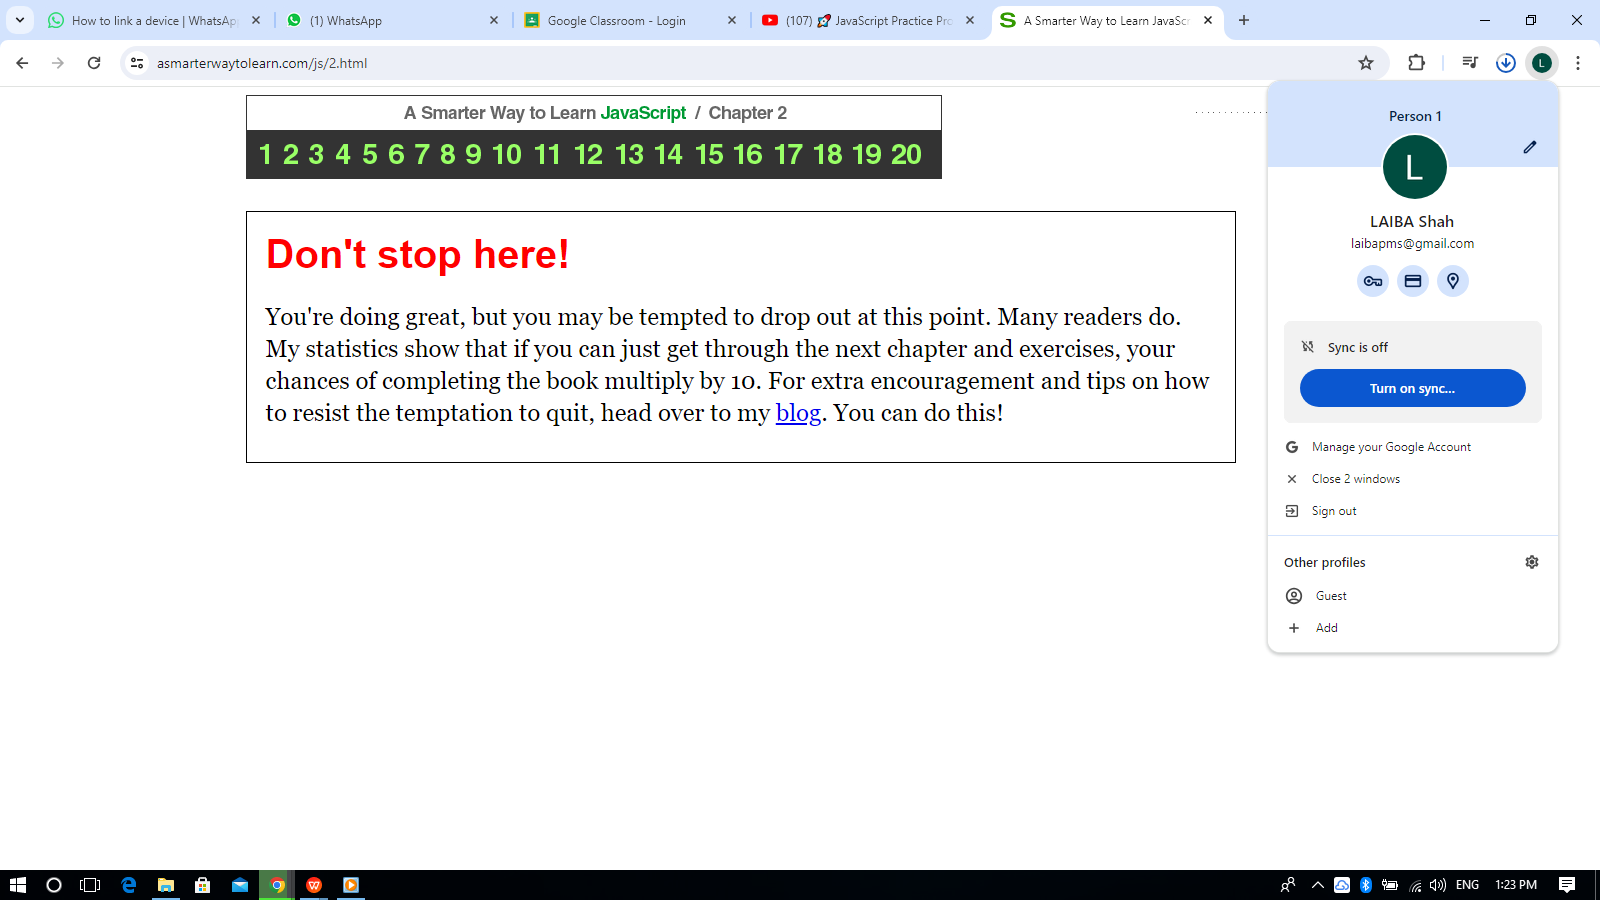 How to link a device | WhatsAp
(1) WhatsApp
Google Classroom - Login
(107) 🚀 JavaScript Practice Pro
A Smarter Way to Learn JavaScr
asmarterwaytolearn.com/js/2.html
L
A Smarter Way to Learn JavaScript / Chapter 2
1 2 3 4 5 6 7 8 9 10 11 12 13 14 15 16 17 18 19 20
Don't stop here!
You're doing great, but you may be tempted to drop out at this point. Many readers do.
My statistics show that if you can just get through the next chapter and exercises, your
chances of completing the book multiply by 10. For extra encouragement and tips on how
to resist the temptation to quit, head over to my blog. You can do this!
Person 1
L
LAIBA Shah
laibapms@gmail.com
Sync is off
Turn on sync...
Manage your Google Account
Close 2 windows
Sign out
Other profiles
Guest
Add
ENG
1:23 PM